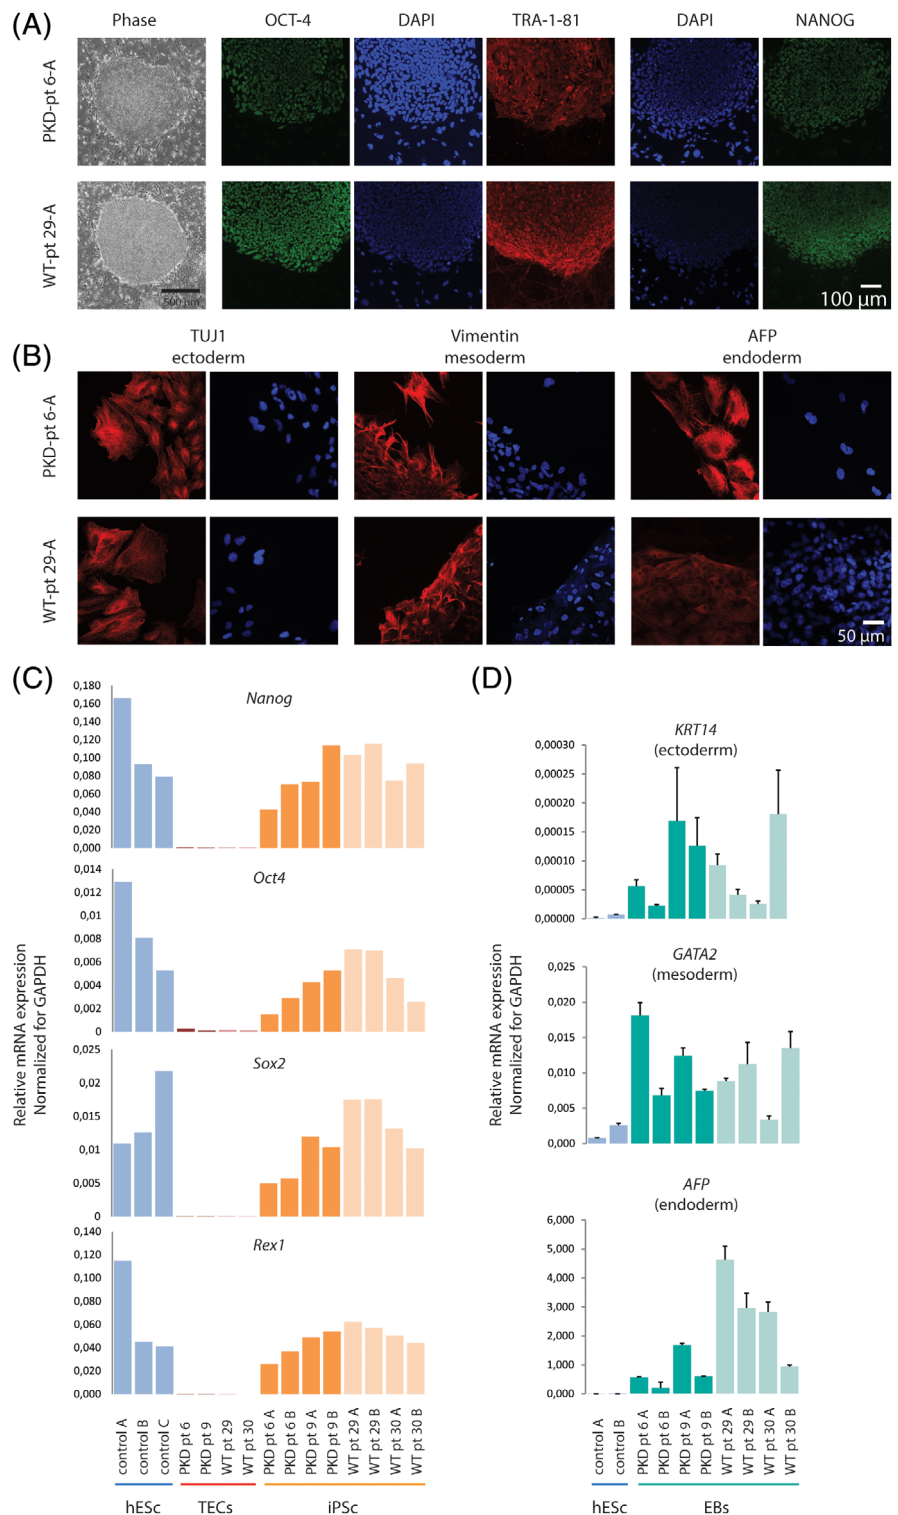 (A)
Phase OCT-4 DAPI TRA-1-81 DAPI NANOG
PKD-pt 6-A
WT-pt 29-A
500 µm
100 µm
(B)
TUJ1 Vimentin AFP
ectoderm mesoderm endoderm
PKD-pt 6-A
WT-pt 29-A
50 µm
(C)
Relative mRNA expression
Normalized for GAPDH
Nanog
0,180
0,160
0,140
0,120
0,100
0,080
0,060
0,040
0,020
0,000
Oct4
0,014
0,012
0,01
0,008
0,006
0,004
0,002
0
Sox2
0,025
0,02
0,015
0,01
0,005
0
Rex1
0,140
0,120
0,100
0,080
0,060
0,040
0,020
0,000
control A
control B
control C
PKD pt 6
PKD pt 9
WT pt 29
WT pt 30
PKD pt 6 A
PKD pt 6 B
PKD pt 9 A
PKD pt 9 B
WT pt 29 A
WT pt 29 B
WT pt 30 A
WT pt 30 B
hESc TECs iPSc
(D)
Relative mRNA expression
Normalized for GAPDH
KRT14
(ectoderrm)
0,00030
0,00025
0,00020
0,00015
0,00010
0,00005
0,00000
GATA2
(mesoderm)
0,025
0,020
0,015
0,010
0,005
0,000
AFP
(endoderm)
6,000
5,000
4,000
3,000
2,000
1,000
0,000
control A
control B
PKD pt 6 A
PKD pt 6 B
PKD pt 9 A
PKD pt 9 B
WT pt 29 A
WT pt 29 B
WT pt 30 A
WT pt 30 B
hESc EBs